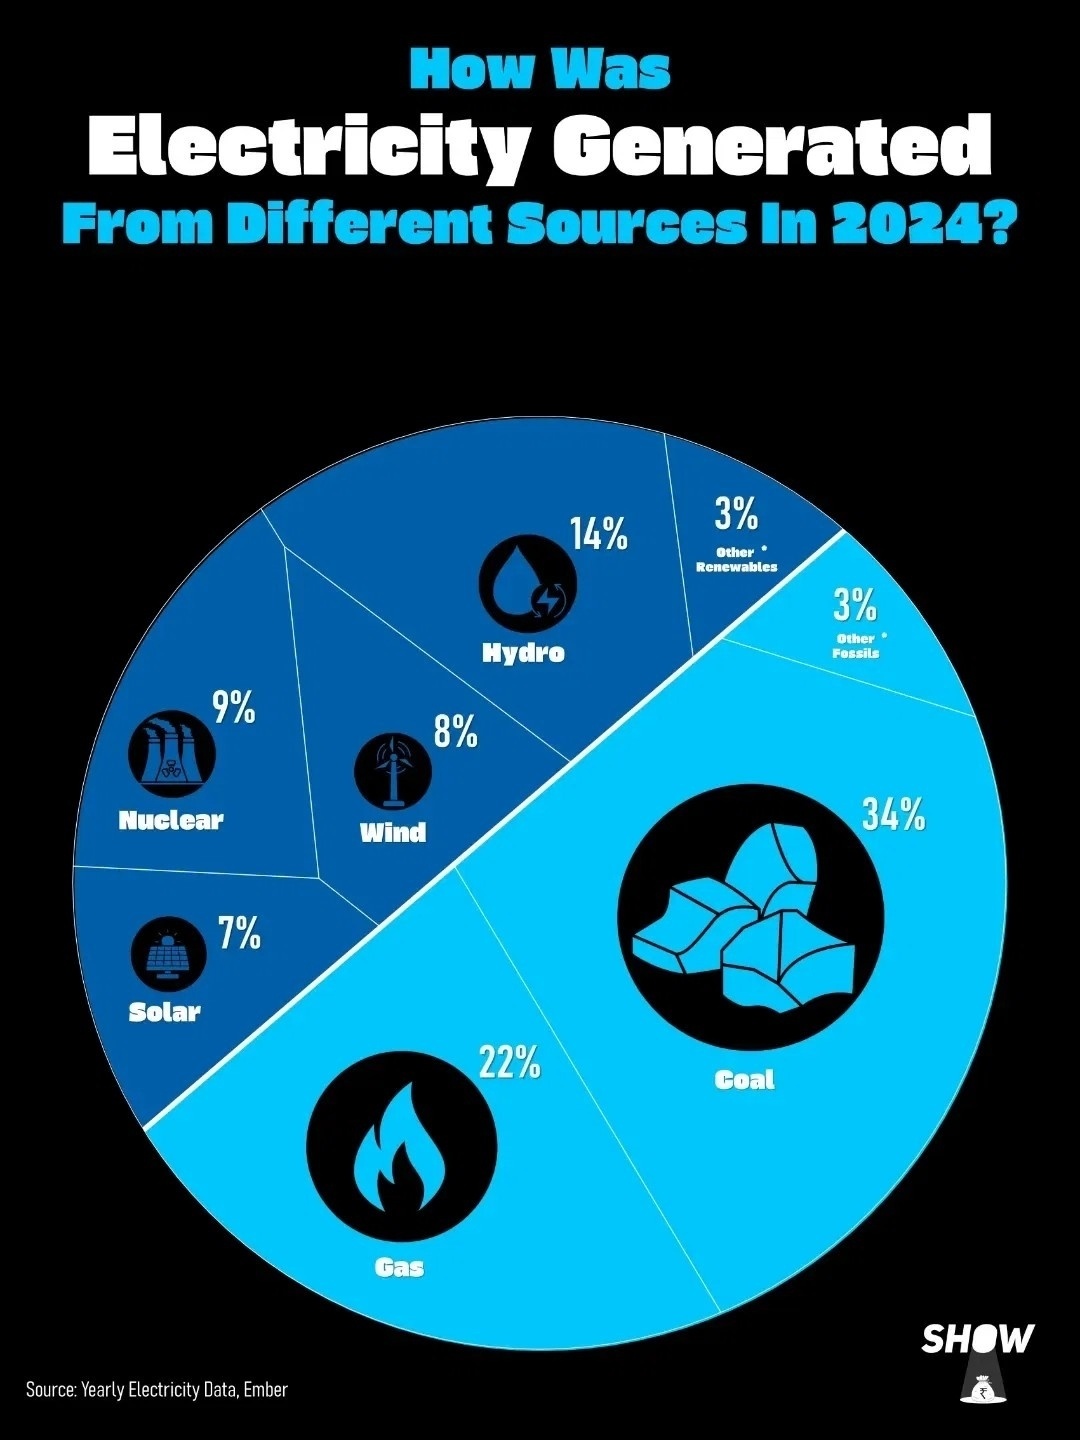 How Was
Electricity Generated
From Different Sources In 2024?
14%
Hydro
3%
Other *
Renewables
3%
Other *
Fossils
9%
Nuclear
8%
Wind
34%
Coal
7%
Solar
22%
Gas
SHOW
₹
Source: Yearly Electricity Data, Ember